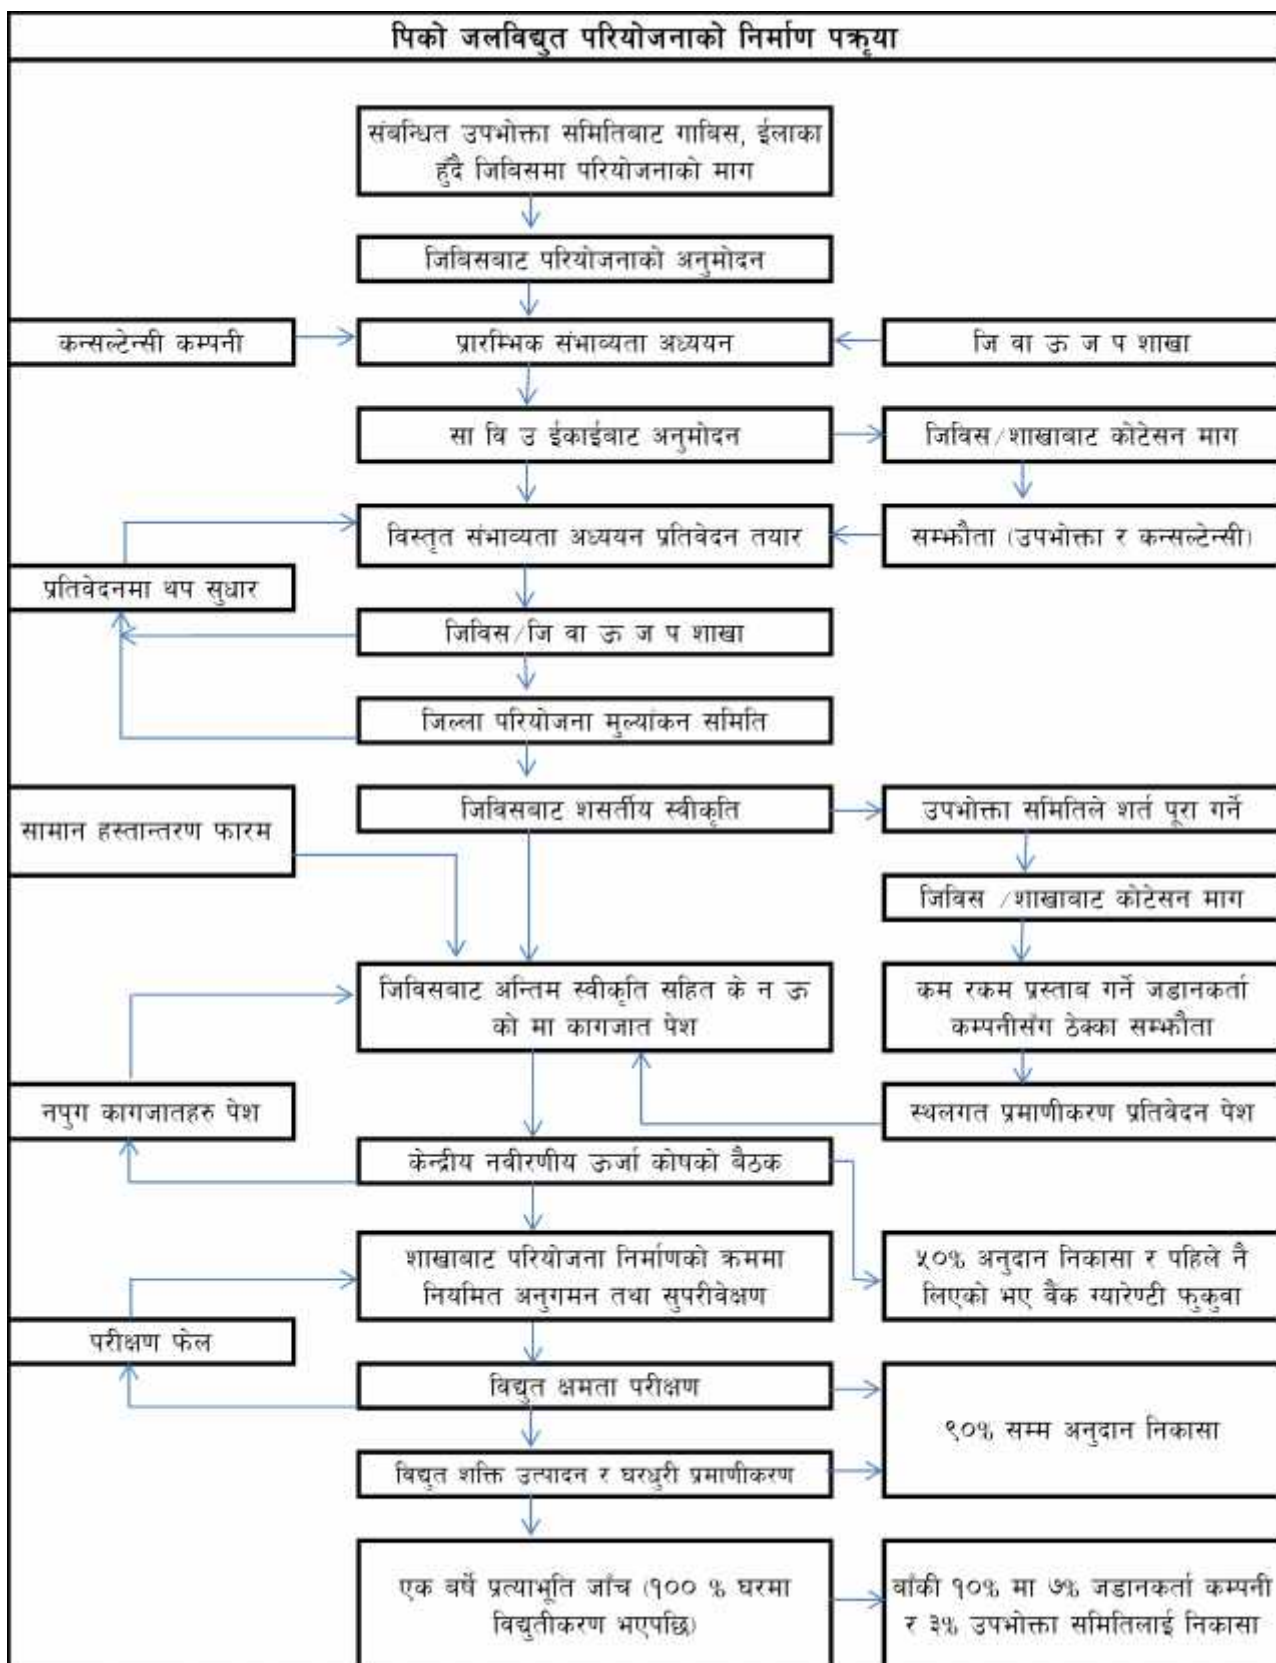 पिको जलविद्युत परियोजनाको निर्माण पक्रृया
संबन्धित उपभोक्ता समितिबाट गाबिस, ईलाका
हुँदै जिबिसमा परियोजनाको माग
जिबिसबाट परियोजनाको अनुमोदन
कन्सल्टेन्सी कम्पनी
प्रारम्भिक संभाव्यता अध्ययन
जि वा ऊ ज प शाखा
सा वि उ ईकाईबाट अनुमोदन
जिविस/शाखाबाट कोटेसन माग
विस्तृत संभाव्यता अध्ययन प्रतिवेदन तयार
सम्झौता (उपभोक्ता र कन्सल्टेन्सी)
प्रतिवेदनमा थप सुधार
जिविस/जि वा ऊ ज प शाखा
जिल्ला परियोजना मुल्यांकन समिति
सामान हस्तान्तरण फारम
जिविसबाट शसर्तीय स्वीकृति
उपभोक्ता समितिले शर्त पूरा गर्ने
जिविस /शाखाबाट कोटेसन माग
जिविसबाट अन्तिम स्वीकृति सहित के न ऊ
को मा कागजात पेश
कम रकम प्रस्ताब गर्ने जडानकर्ता
कम्पनीसंग ठेक्का सम्झौता
नपुग कागजातहरु पेश
स्थलगत प्रमाणीकरण प्रतिवेदन पेश
केन्द्रीय नवीरणीय ऊर्जा कोषको बैठक
शाखाबाट परियोजना निर्माणको क्रममा
नियमित अनुगमन तथा सुपरीवेक्षण
५०% अनुदान निकासा र पहिले नै
लिएको भए बैंक ग्यारेण्टी फुकुवा
परीक्षण फेल
विद्युत क्षमता परीक्षण
९०% सम्म अनुदान निकासा
विद्युत शक्ति उत्पादन र घरधुरी प्रमाणीकरण
एक बर्षे प्रत्याभूति जाँच (१०० % घरमा
विद्युतीकरण भएपछि)
बाँकी १०% मा ७% जडानकर्ता कम्पनी
र ३% उपभोक्ता समितिलाई निकासा